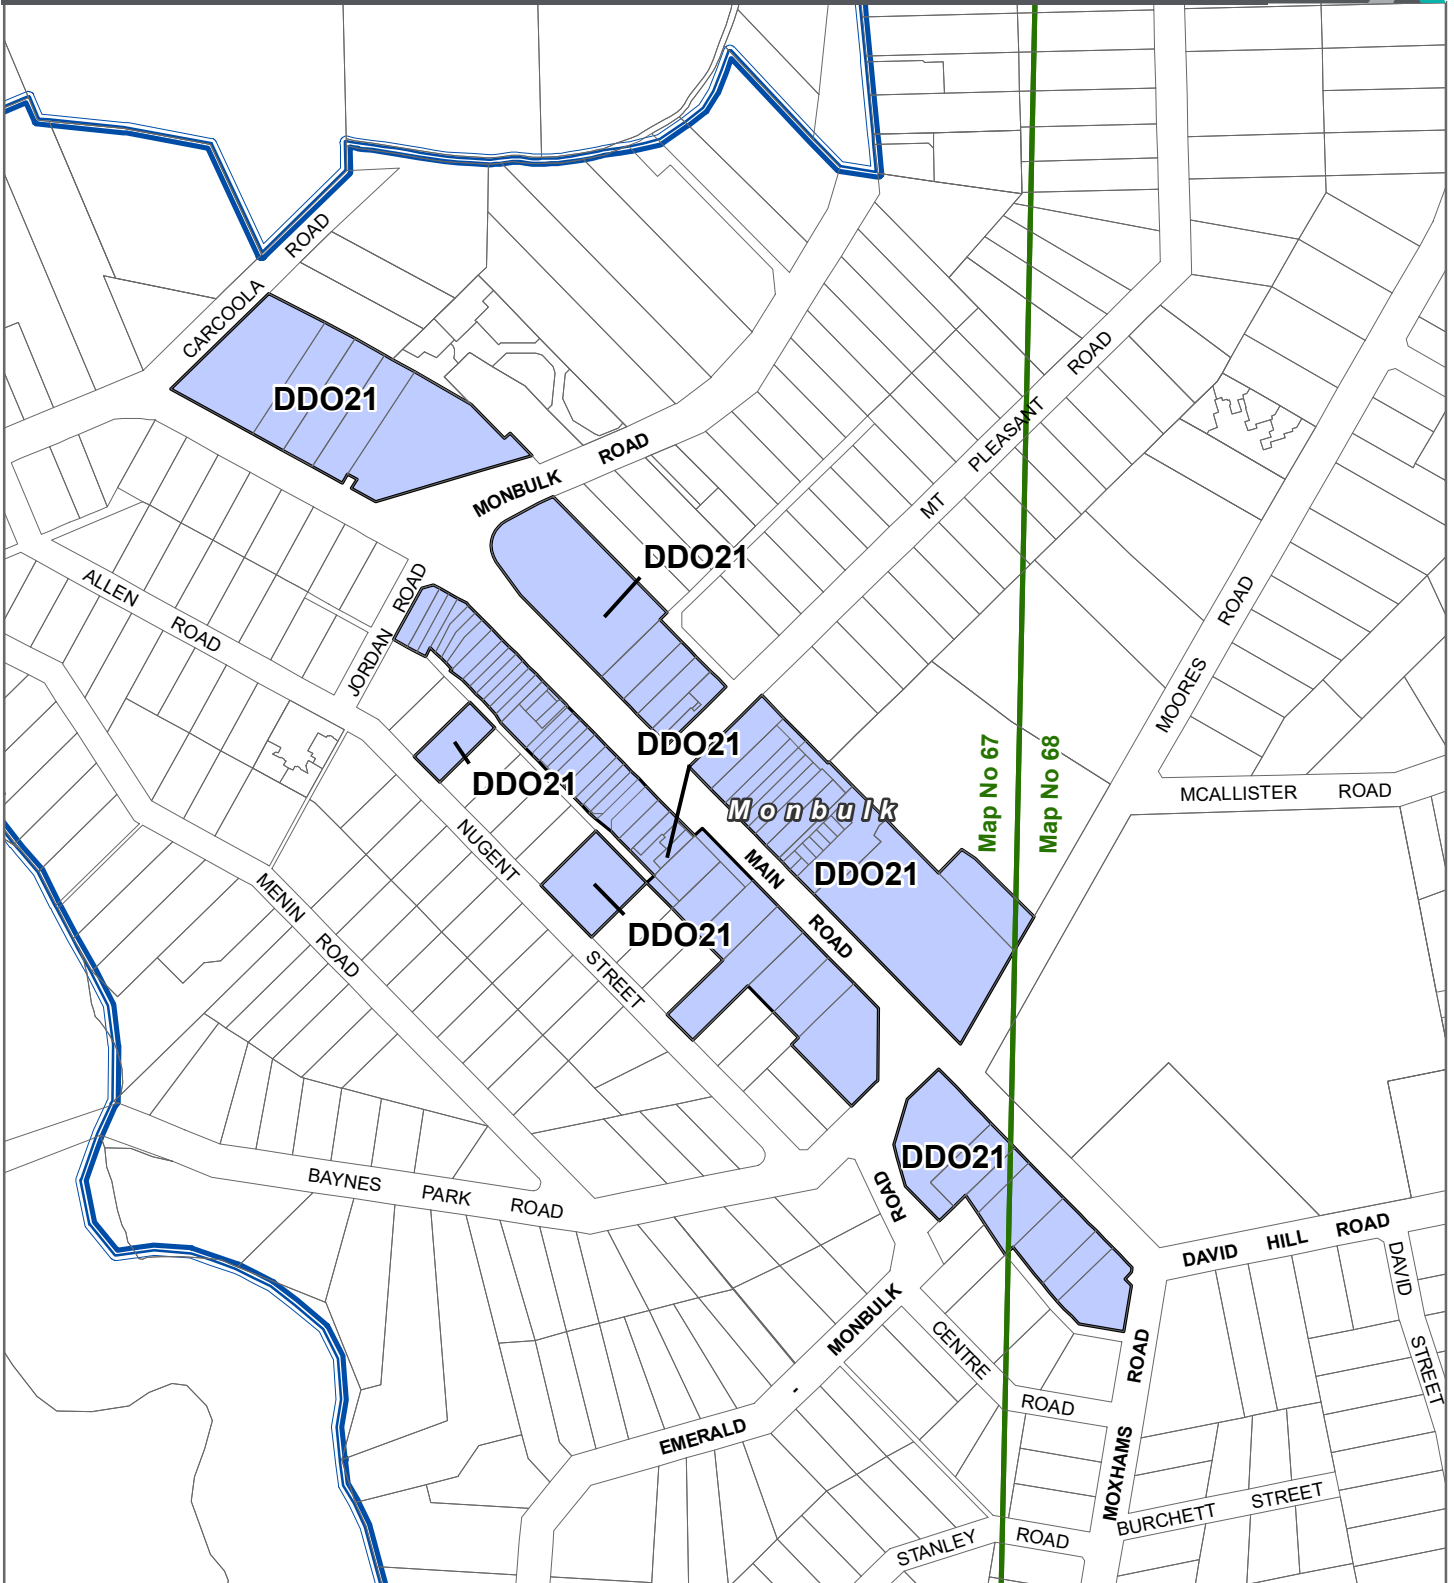 CARCOOLA ROAD
DDO21
MONBULK ROAD
MT PLEASANT ROAD
DDO21
ALLEN ROAD
JORDAN ROAD
MOORES ROAD
DDO21
DDO21
Map No 67
Map No 68
MCALLISTER ROAD
Monbulk
NUGENT STREET
MAIN ROAD
DDO21
MENIN ROAD
DDO21
BAYNES PARK ROAD
DDO21
DAVID HILL ROAD
DAVID STREET
EMERALD - MONBULK ROAD
CENTRE ROAD
MOXHAMS ROAD
BURCHETT STREET
STANLEY ROAD